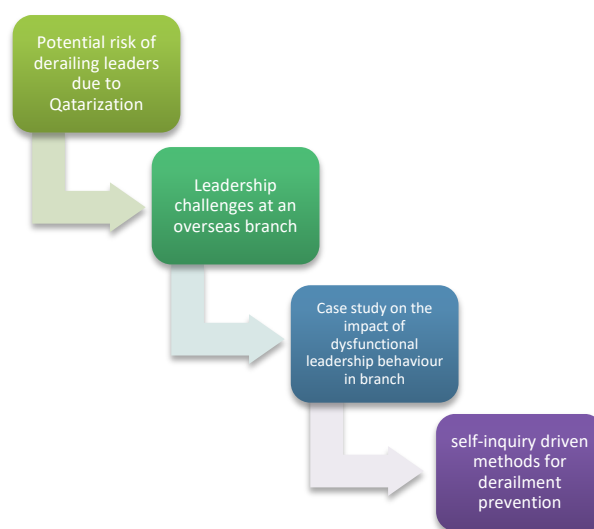 Potential risk of
derailing leaders
due to
Qatarization
Leadership
challenges at an
overseas branch
Case study on the
impact of
dysfunctional
leadership behaviour
in branch
self-inquiry driven
methods for
derailment
prevention